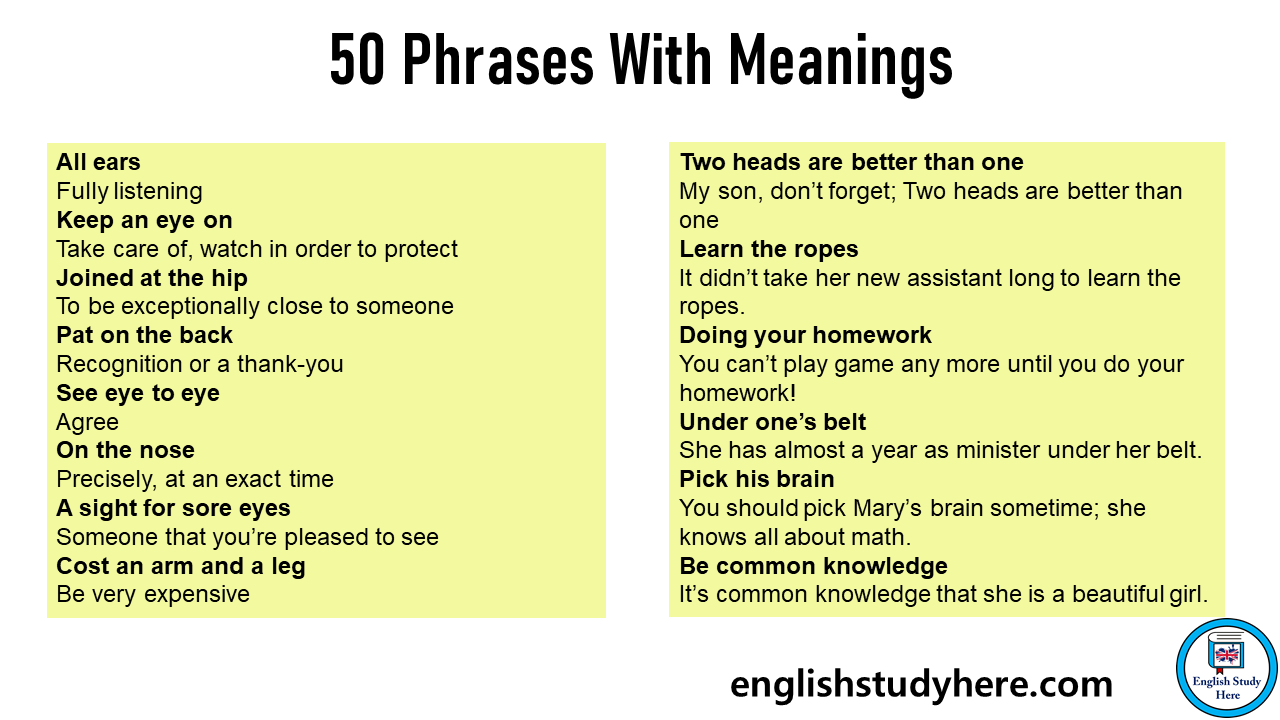 50 Phrases With Meanings
All ears
Fully listening
Keep an eye on
Take care of, watch in order to protect
Joined at the hip
To be exceptionally close to someone
Pat on the back
Recognition or a thank-you
See eye to eye
Agree
On the nose
Precisely, at an exact time
A sight for sore eyes
Someone that you’re pleased to see
Cost an arm and a leg
Be very expensive
Two heads are better than one
My son, don’t forget; Two heads are better than
one
Learn the ropes
It didn’t take her new assistant long to learn the
ropes.
Doing your homework
You can’t play game any more until you do your
homework!
Under one’s belt
She has almost a year as minister under her belt.
Pick his brain
You should pick Mary’s brain sometime; she
knows all about math.
Be common knowledge
It’s common knowledge that she is a beautiful girl.
englishstudyhere.com
English Study
Here